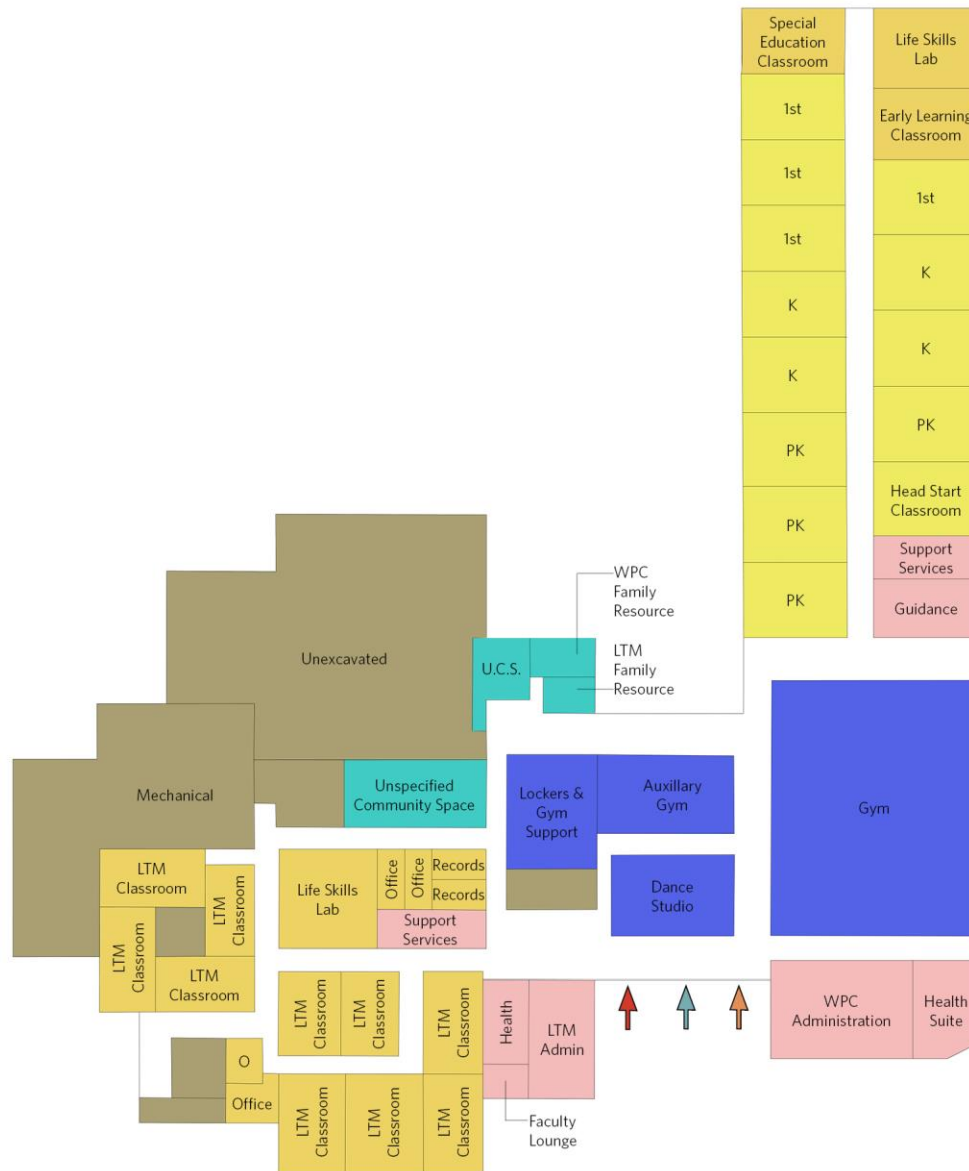 Special
Education
Classroom
Life Skills
Lab
1st
Early Learning
Classroom
1st
1st
1st
K
K
K
K
PK
PK
Head Start
Classroom
PK
Support
Services
PK
Guidance
WPC
Family
Resource
Unexcavated
U.C.S.
LTM
Family
Resource
Mechanical
Unspecified
Community Space
Lockers &
Gym
Support
Auxillary
Gym
Gym
LTM
Classroom
LTM
Classroom
Life Skills
Lab
Office
Office
Records
Records
Support
Services
Dance
Studio
LTM
Classroom
LTM
Classroom
LTM
Classroom
LTM
Classroom
LTM
Classroom
Health
LTM
Admin
WPC
Administration
Health
Suite
O
Office
LTM
Classroom
LTM
Classroom
LTM
Classroom
Faculty
Lounge